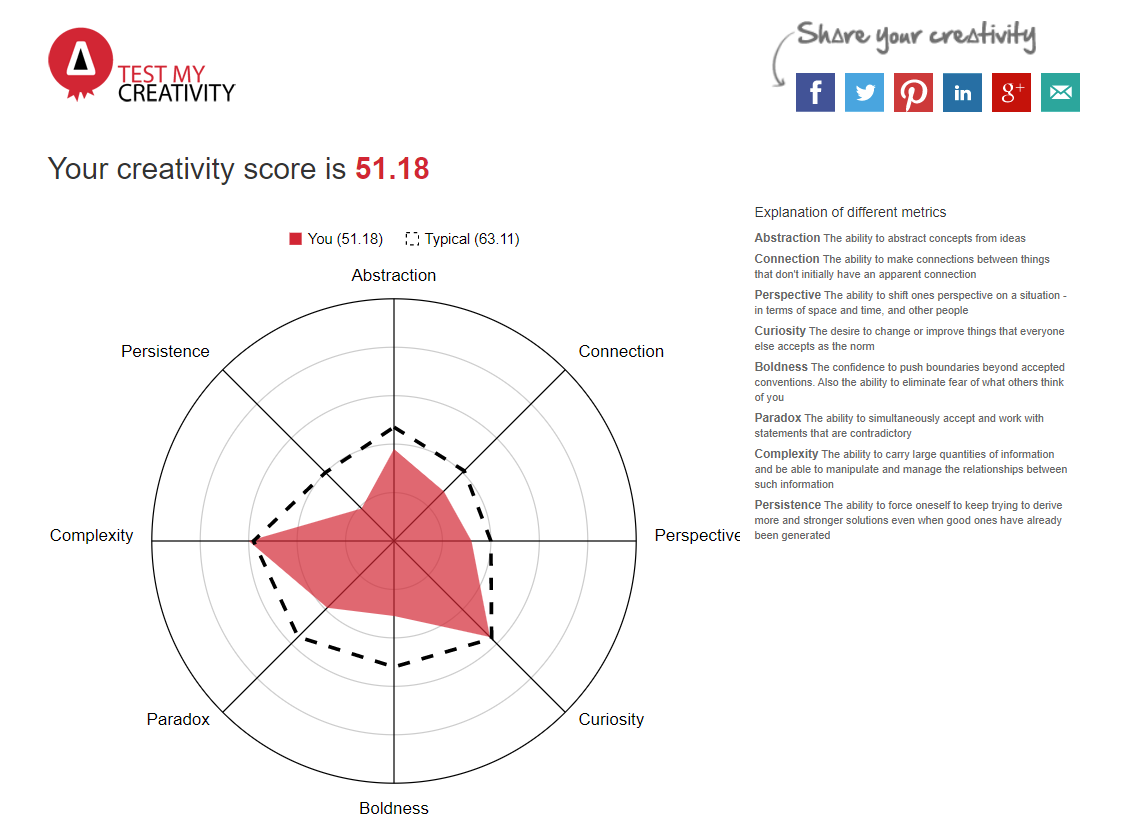 Share your creativity
TEST MY
CREATIVITY
f
in
g+
Your creativity score is 51.18
You (51.18)
Typical (63.11)
Abstraction
Persistence
Connection
Complexity
Perspective
Paradox
Curiosity
Boldness
Explanation of different metrics
Abstraction The ability to abstract concepts from ideas
Connection The ability to make connections between things
that don't initially have an apparent connection
Perspective The ability to shift ones perspective on a situation -
in terms of space and time, and other people
Curiosity The desire to change or improve things that everyone
else accepts as the norm
Boldness The confidence to push boundaries beyond accepted
conventions. Also the ability to eliminate fear of what others think
of you
Paradox The ability to simultaneously accept and work with
statements that are contradictory
Complexity The ability to carry large quantities of information
and be able to manipulate and manage the relationships between
such information
Persistence The ability to force oneself to keep trying to derive
more and stronger solutions even when good ones have already
been generated